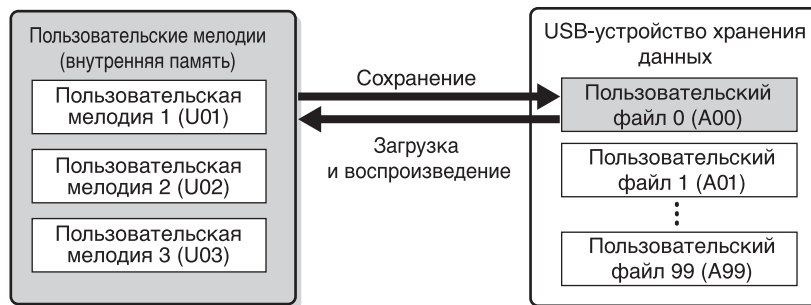 Пользовательские мелодии
(внутренняя память)
Пользовательская
мелодия 1 (U01)
Пользовательская
мелодия 2 (U02)
Пользовательская
мелодия 3 (U03)
Сохранение
Загрузка
и воспроизведение
USB-устройство хранения
данных
Пользовательский
файл 0 (A00)
Пользовательский
файл 1 (A01)
Пользовательский
файл 99 (A99)